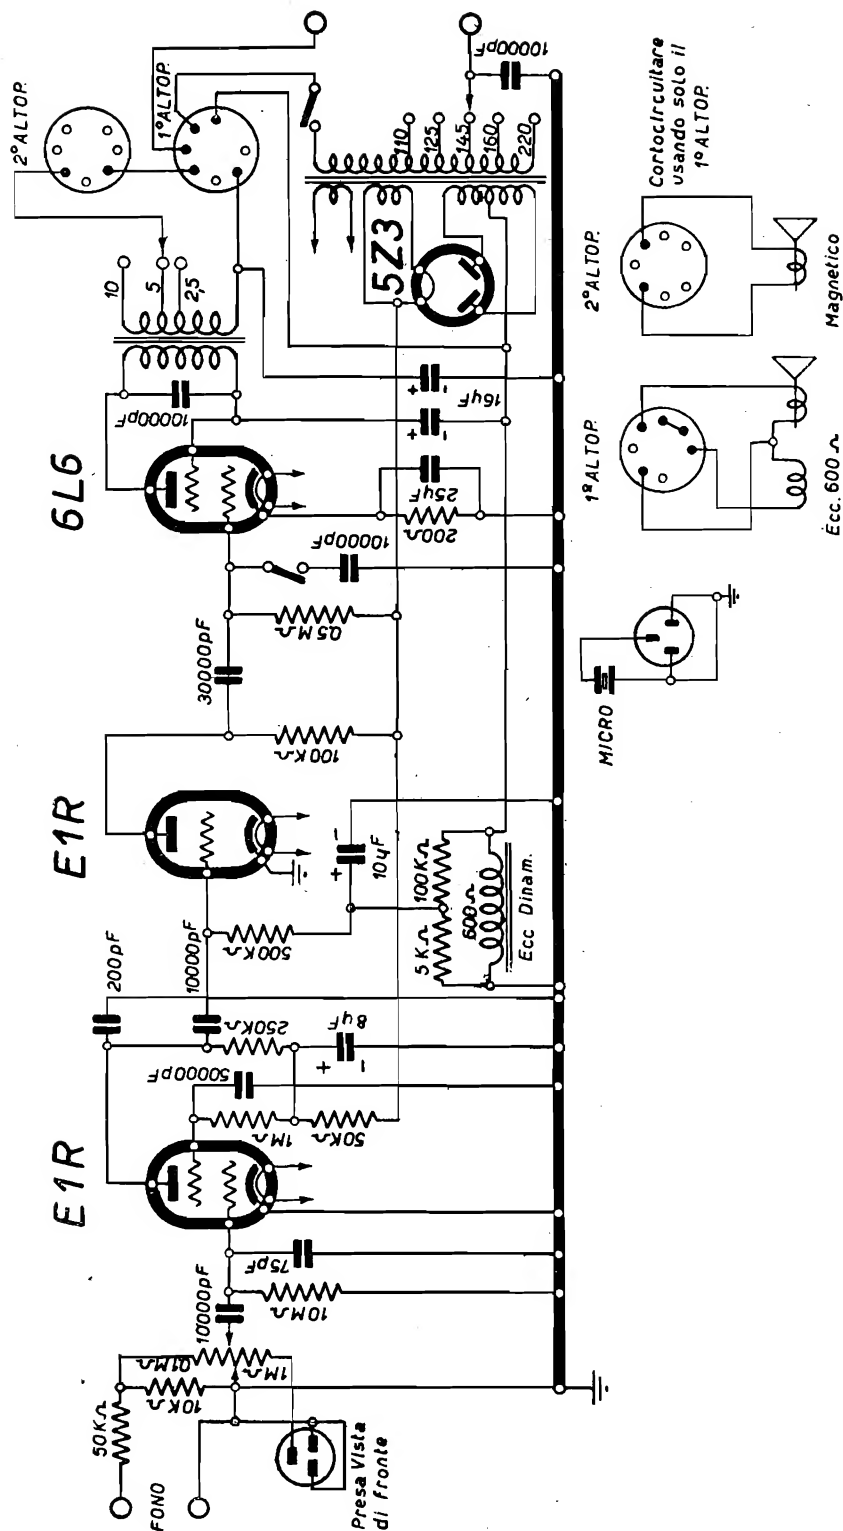 FONO
50KΩ
10KΩ
0,1MΩ
1MΩ
Presa Vista
di fronte
10000pF
10MΩ
75pF
E1R
1MΩ
50KΩ
50000pF
250KΩ
8μF
+
-
200pF
10000pF
500KΩ
E1R
+
-
10μF
5KΩ
100KΩ
600Ω
Ecc Dinam.
100KΩ
30000pF
0,5MΩ
10000pF
6L6
200Ω
25μF
10000pF
+
-
+
-
16μF
10
5
2,5
2°ALTOP.
1°ALTOP.
5Z3
110
125
145
160
220
10000pF
MICRO
1°ALTOP.
Ecc. 600Ω
2°ALTOP.
Magnetico
Cortocircuitare
usando solo il
1°ALTOP.